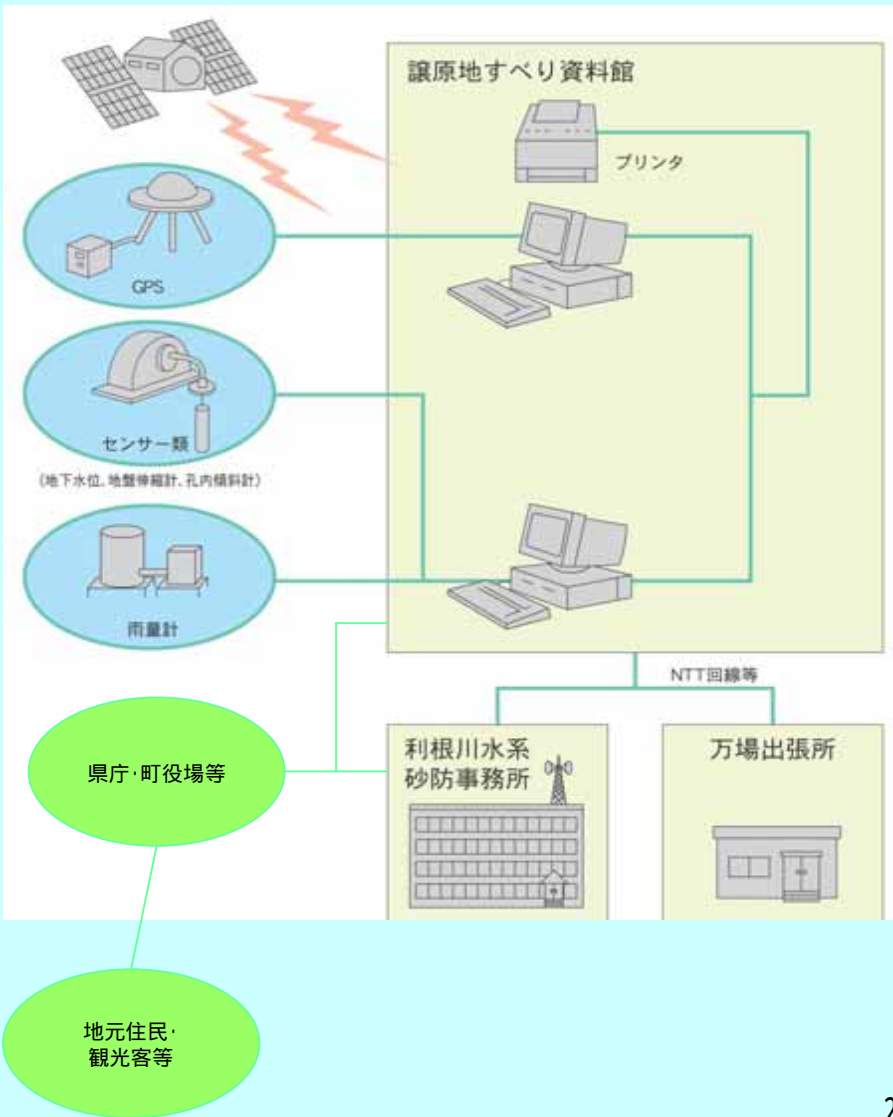 譲原地すべり資料館
プリンタ
GPS
センサー類
(地下水位、地盤伸縮計、孔内傾斜計)
雨量計
NTT回線等
県庁・町役場等
利根川水系
砂防事務所
万場出張所
地元住民・
観光客等